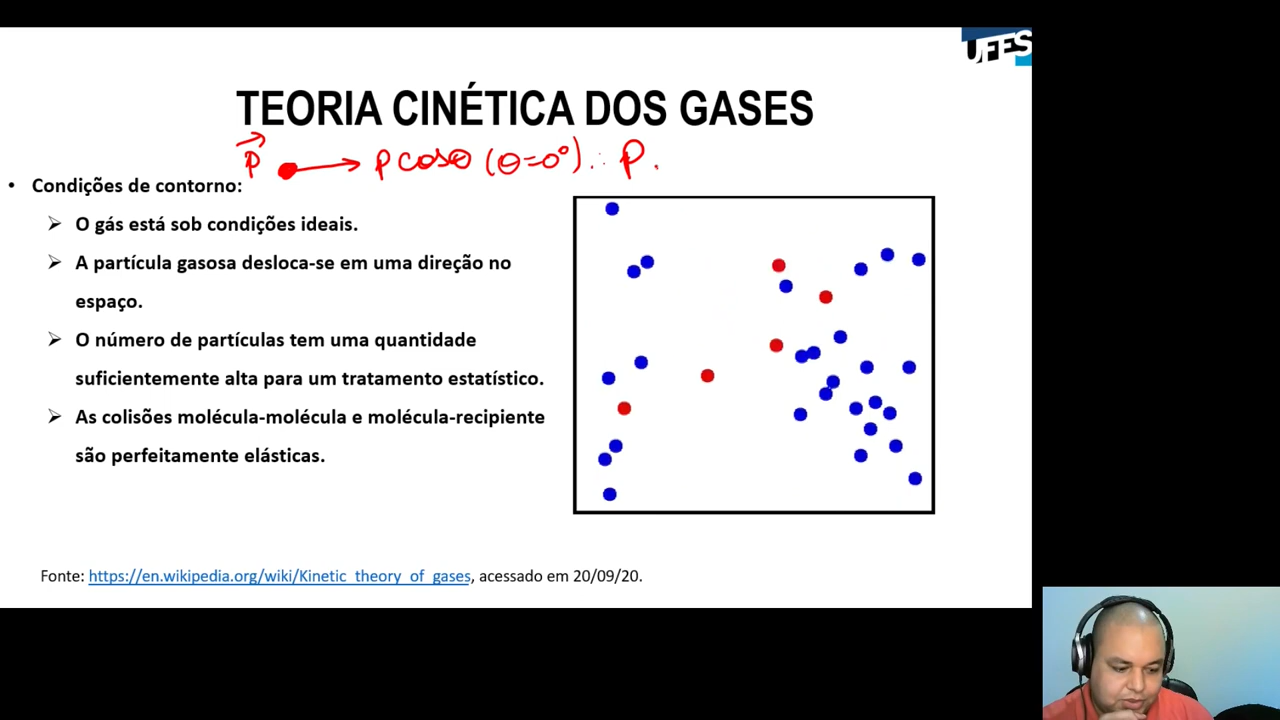 UFES
TEORIA CINÉTICA DOS GASES
p p cosθ (θ=0°) ∴ p.
• Condições de contorno:
➢ O gás está sob condições ideais.
➢ A partícula gasosa desloca-se em uma direção no
espaço.
➢ O número de partículas tem uma quantidade
suficientemente alta para um tratamento estatístico.
➢ As colisões molécula-molécula e molécula-recipiente
são perfeitamente elásticas.
Fonte: https://en.wikipedia.org/wiki/Kinetic_theory_of_gases, acessado em 20/09/20.